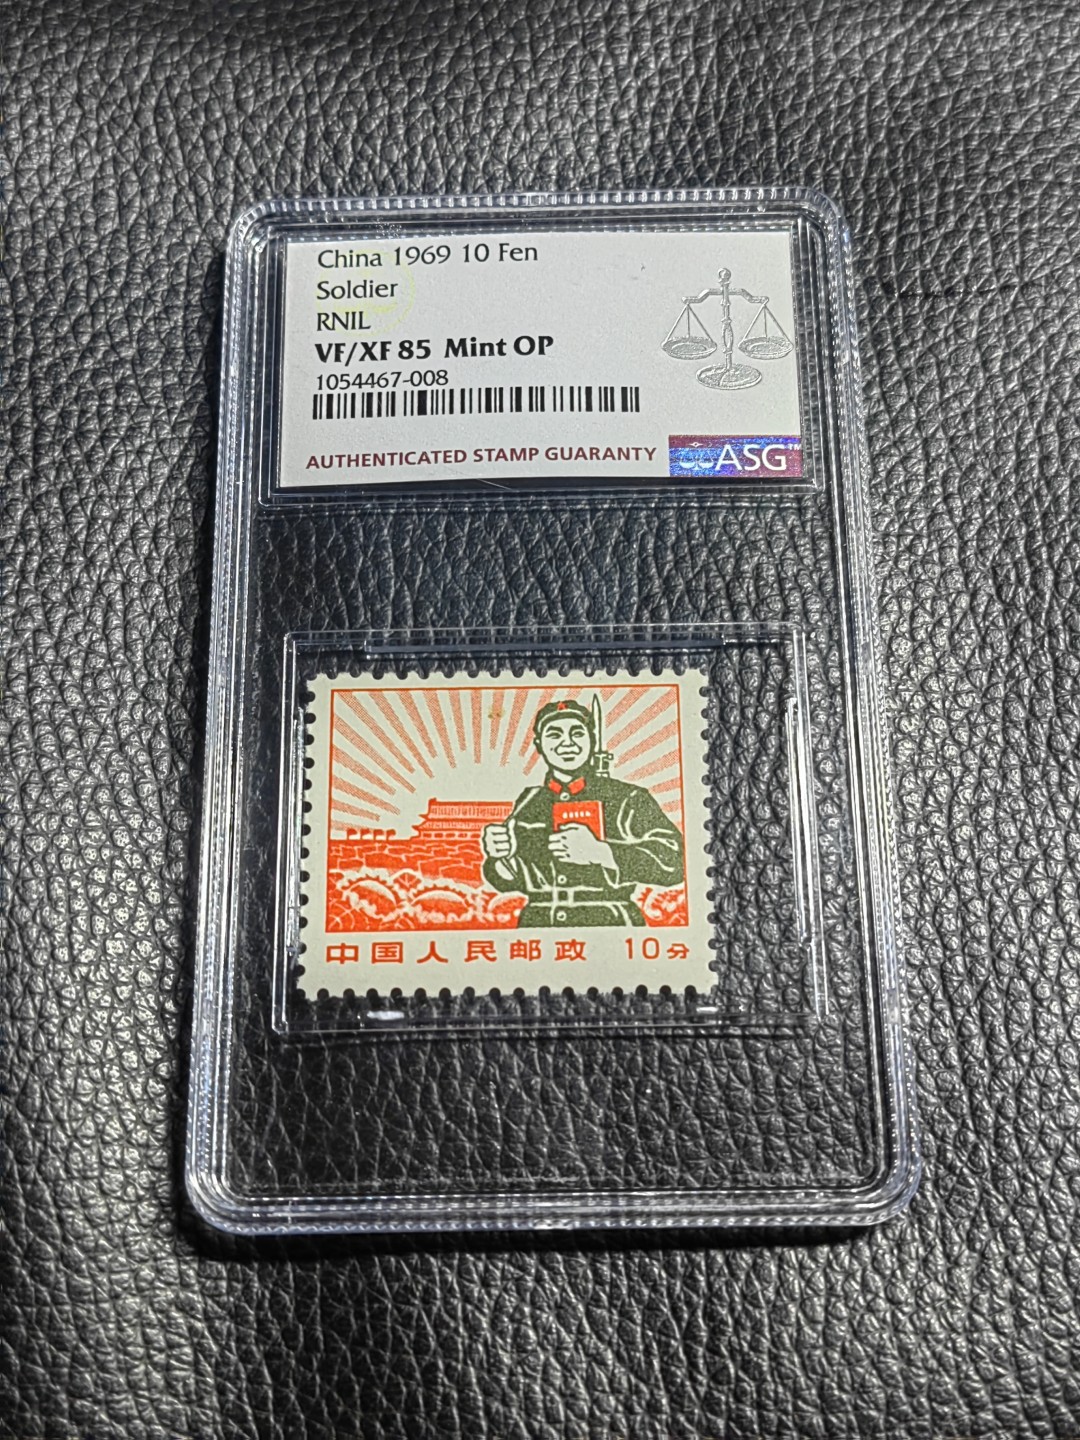 China 1969 10 Fen
Soldier
RNIL
VF/XF 85 Mint OP
1054467-008
AUTHENTICATED STAMP GUARANTY
ASG™
中国人民邮政 10分